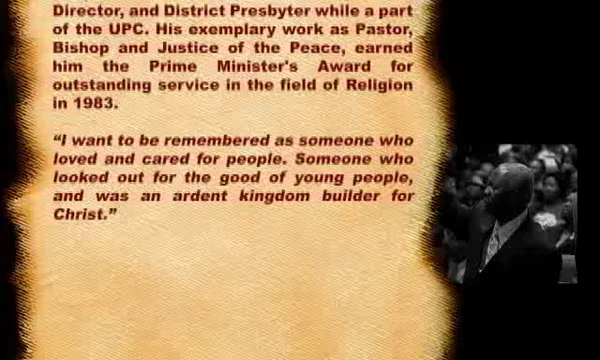 Director, and District Presbyter while a part
of the UPC. His exemplary work as Pastor,
Bishop and Justice of the Peace, earned
him the Prime Minister's Award for
outstanding service in the field of Religion
in 1983.
“I want to be remembered as someone who
loved and cared for people. Someone who
looked out for the good of young people,
and was an ardent kingdom builder for
Christ.”